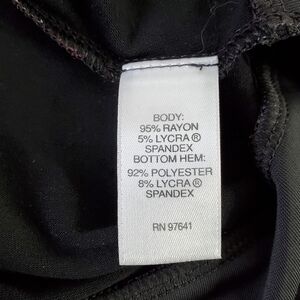 BODY:
95% RAYON
5% LYCRA®
SPANDEX
BOTTOM HEM:
92% POLYESTER
8% LYCRA®
SPANDEX
RN 97641